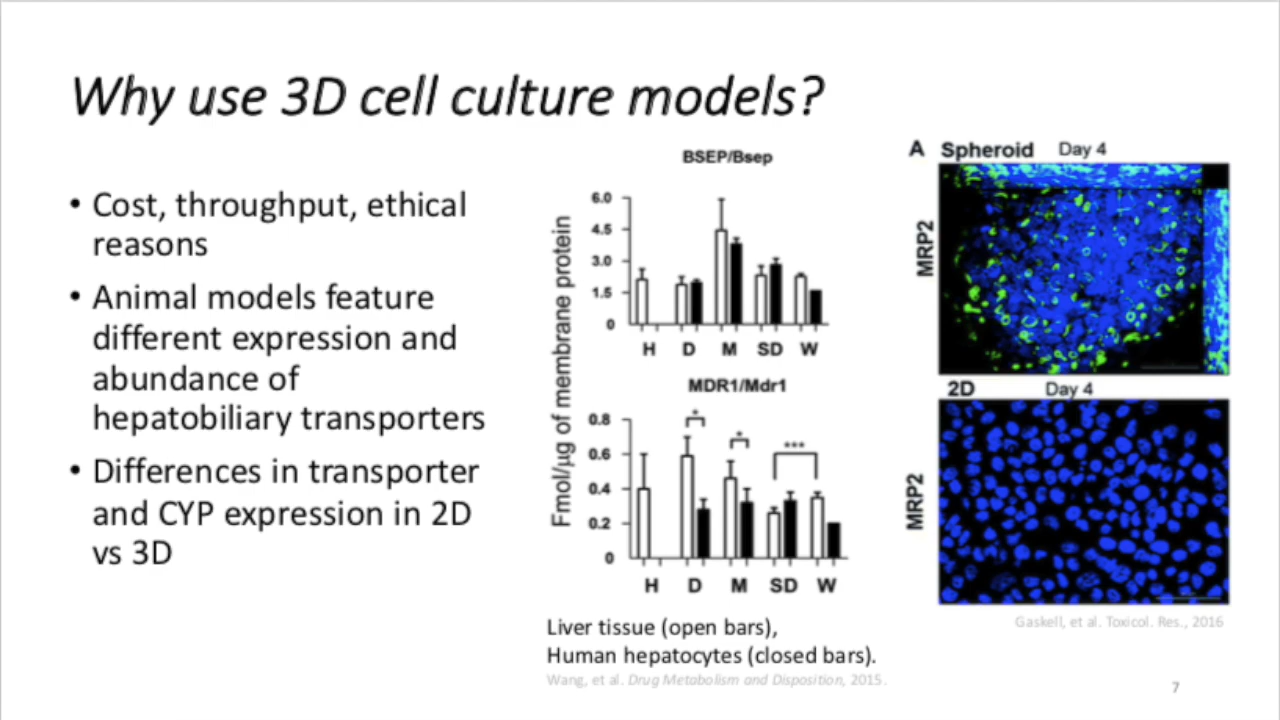 Why use 3D cell culture models?
• Cost, throughput, ethical
reasons
• Animal models feature
different expression and
abundance of
hepatobiliary transporters
• Differences in transporter
and CYP expression in 2D
vs 3D
Fmol/µg of membrane protein
BSEP/Bsep
6.0
4.5
3.0
1.5
0
H D M SD W
MDR1/Mdr1
0.8
0.6
0.4
0.2
0
* * ***
H D M SD W
Liver tissue (open bars),
Human hepatocytes (closed bars).
Wang, et al. Drug Metabolism and Disposition, 2015.
A Spheroid Day 4
MRP2
2D Day 4
MRP2
Gaskell, et al. Toxicol. Res., 2016
7